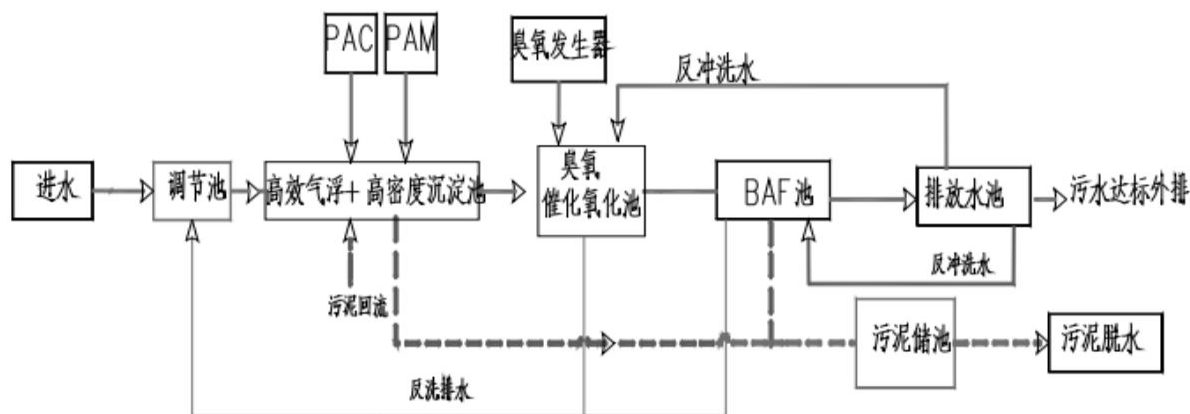 PAC
PAM
臭氧发生器
反冲洗水
进水
调节池
高效气浮+高密度沉淀池
臭氧
催化氧化池
BAF池
排放水池
污水达标外排
反冲洗水
污泥回流
污泥储池
污泥脱水
反洗排水